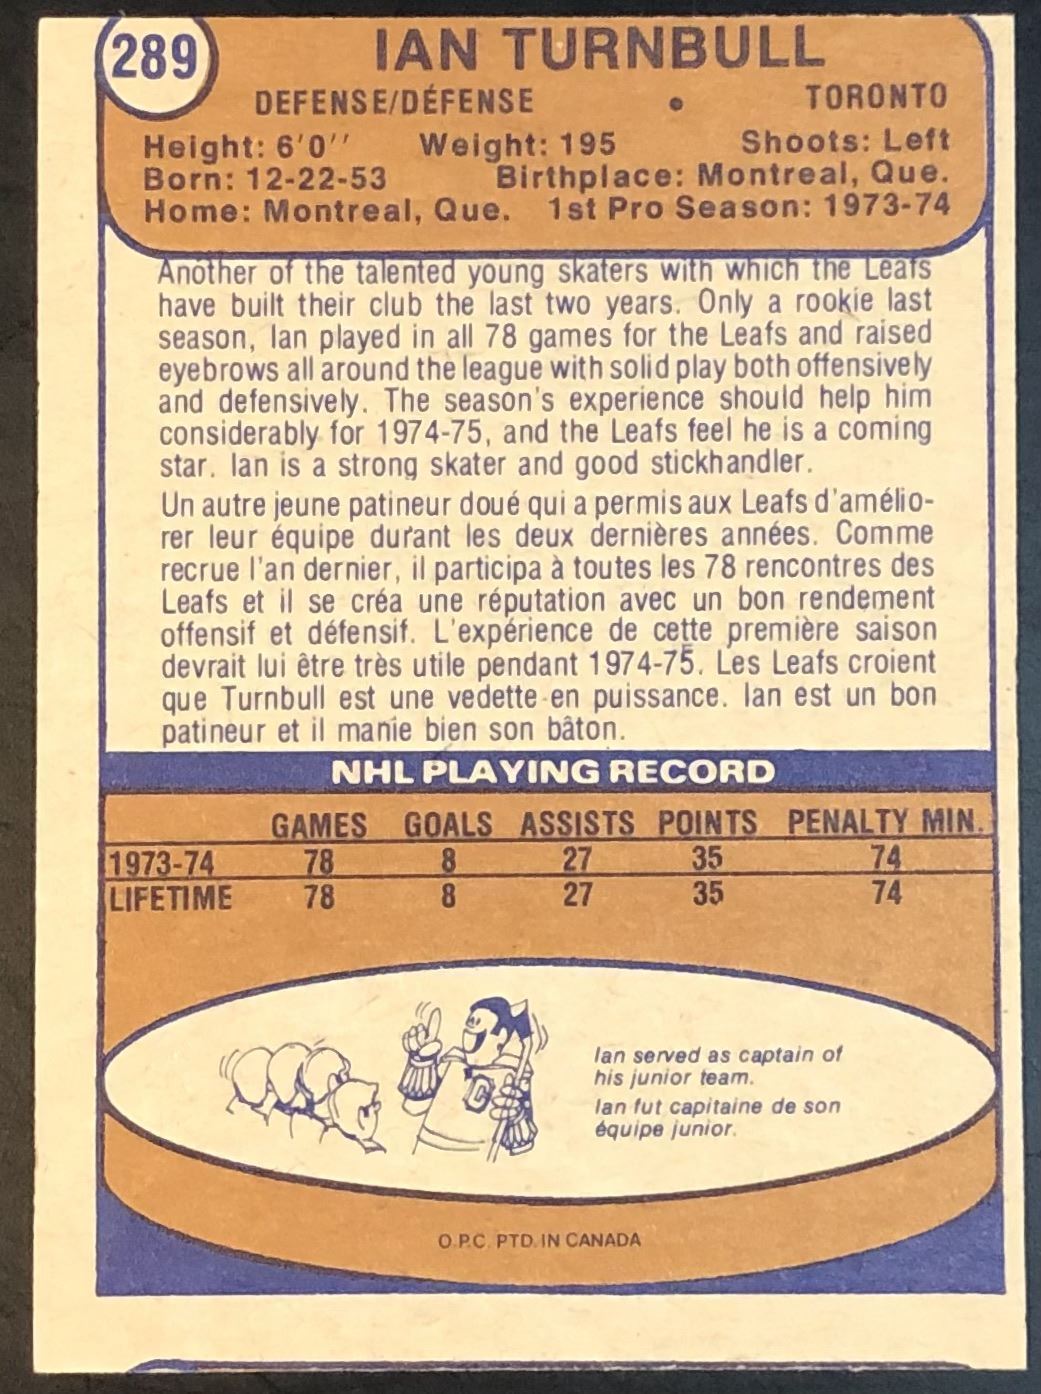 289
IAN TURNBULL
DEFENSE/DÉFENSE • TORONTO
Height: 6'0'' Weight: 195 Shoots: Left
Born: 12-22-53 Birthplace: Montreal, Que.
Home: Montreal, Que. 1st Pro Season: 1973-74
Another of the talented young skaters with which the Leafs
have built their club the last two years. Only a rookie last
season, Ian played in all 78 games for the Leafs and raised
eyebrows all around the league with solid play both offensively
and defensively. The season's experience should help him
considerably for 1974-75, and the Leafs feel he is a coming
star. Ian is a strong skater and good stickhandler.
Un autre jeune patineur doué qui a permis aux Leafs d'amélio-
rer leur équipe durant les deux dernières années. Comme
recrue l'an dernier, il participa à toutes les 78 rencontres des
Leafs et il se créa une réputation avec un bon rendement
offensif et défensif. L'expérience de cette première saison
devrait lui être très utile pendant 1974-75. Les Leafs croient
que Turnbull est une vedette en puissance. Ian est un bon
patineur et il manie bien son bâton.
NHL PLAYING RECORD
GAMES GOALS ASSISTS POINTS PENALTY MIN.
1973-74 78 8 27 35 74
LIFETIME 78 8 27 35 74
C
Ian served as captain of
his junior team.
Ian fut capitaine de son
équipe junior.
O.P.C. PTD. IN CANADA